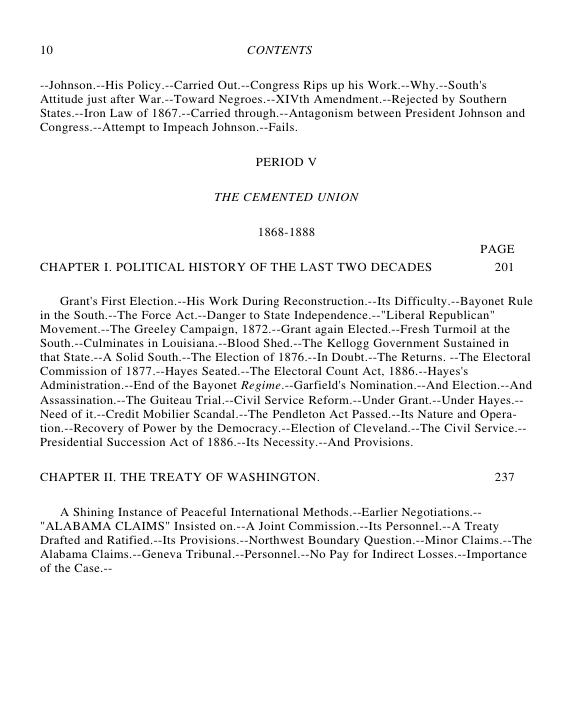 10 CONTENTS
--Johnson.--His Policy.--Carried Out.--Congress Rips up his Work.--Why.--South's
Attitude just after War.--Toward Negroes.--XIVth Amendment.--Rejected by Southern
States.--Iron Law of 1867.--Carried through.--Antagonism between President Johnson and
Congress.--Attempt to Impeach Johnson.--Fails.
PERIOD V
THE CEMENTED UNION
1868-1888
PAGE
CHAPTER I. POLITICAL HISTORY OF THE LAST TWO DECADES 201
Grant's First Election.--His Work During Reconstruction.--Its Difficulty.--Bayonet Rule
in the South.--The Force Act.--Danger to State Independence.--"Liberal Republican"
Movement.--The Greeley Campaign, 1872.--Grant again Elected.--Fresh Turmoil at the
South.--Culminates in Louisiana.--Blood Shed.--The Kellogg Government Sustained in
that State.--A Solid South.--The Election of 1876.--In Doubt.--The Returns. --The Electoral
Commission of 1877.--Hayes Seated.--The Electoral Count Act, 1886.--Hayes's
Administration.--End of the Bayonet Regime.--Garfield's Nomination.--And Election.--And
Assassination.--The Guiteau Trial.--Civil Service Reform.--Under Grant.--Under Hayes.--
Need of it.--Credit Mobilier Scandal.--The Pendleton Act Passed.--Its Nature and Opera-
tion.--Recovery of Power by the Democracy.--Election of Cleveland.--The Civil Service.--
Presidential Succession Act of 1886.--Its Necessity.--And Provisions.
CHAPTER II. THE TREATY OF WASHINGTON. 237
A Shining Instance of Peaceful International Methods.--Earlier Negotiations.--
"ALABAMA CLAIMS" Insisted on.--A Joint Commission.--Its Personnel.--A Treaty
Drafted and Ratified.--Its Provisions.--Northwest Boundary Question.--Minor Claims.--The
Alabama Claims.--Geneva Tribunal.--Personnel.--No Pay for Indirect Losses.--Importance
of the Case.--